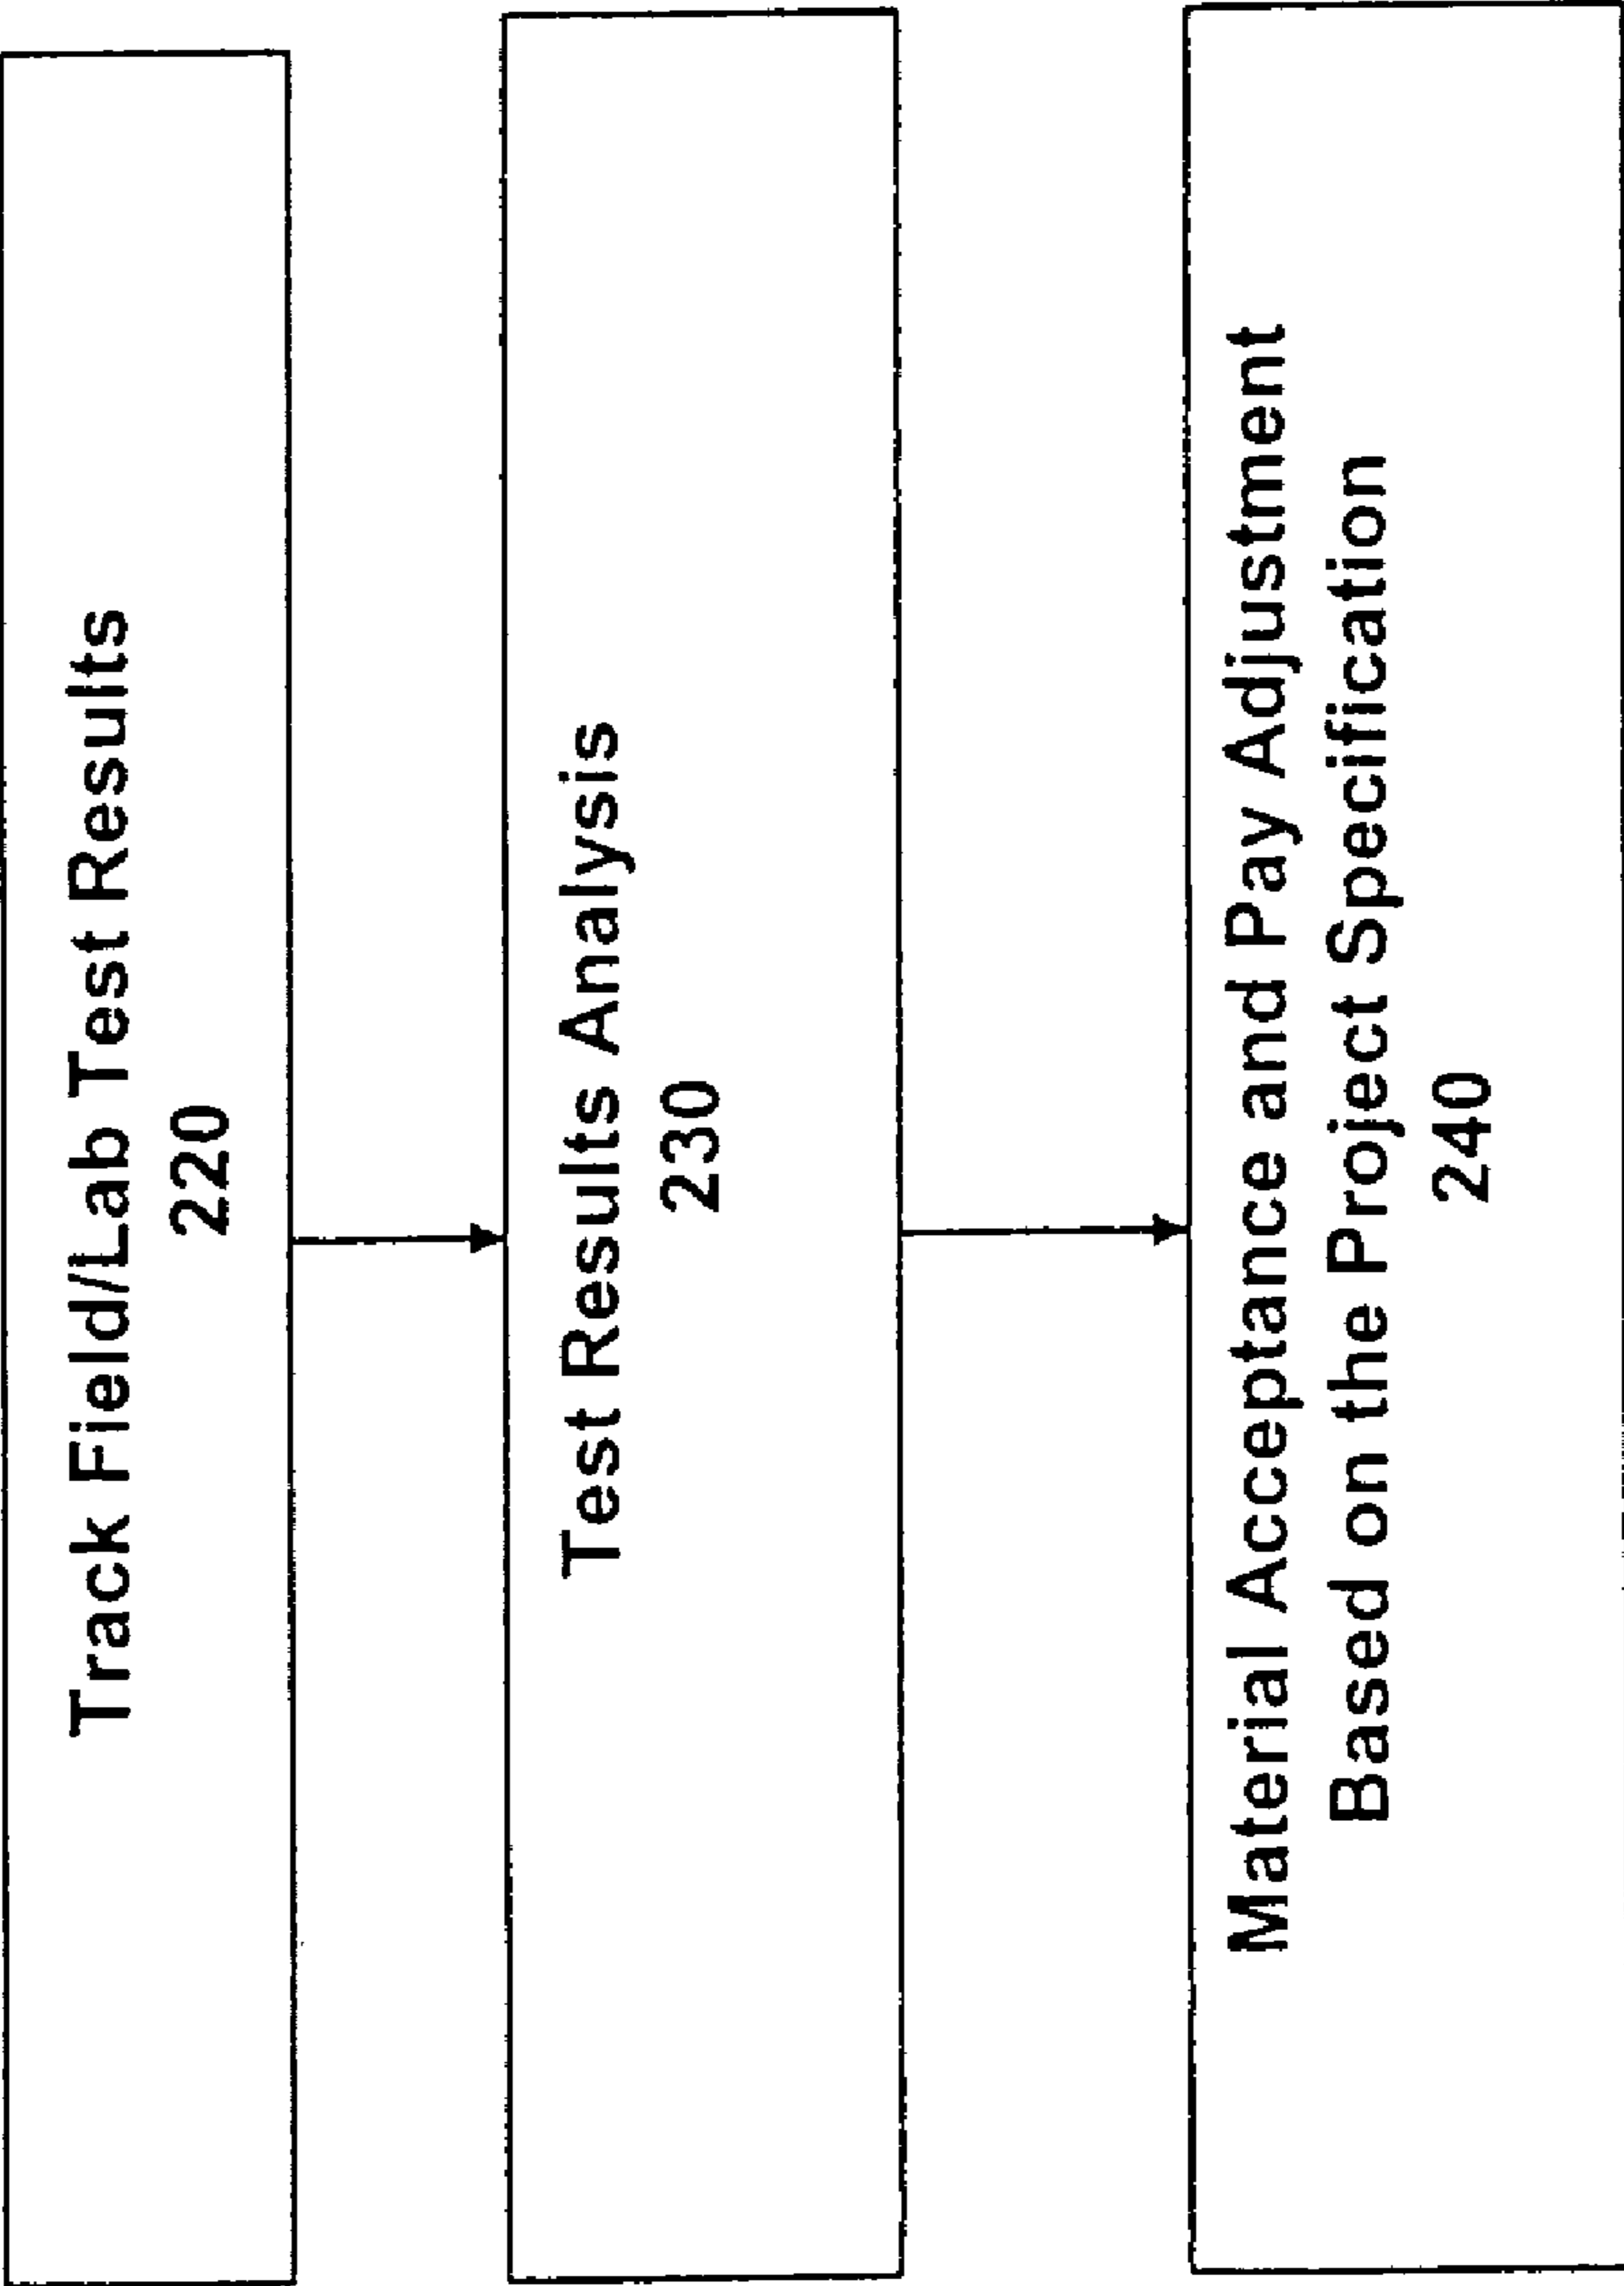 Track Field/Lab Test Results
220
Test Results Analysis
230
Material Acceptance and Pay Adjustment
Based on the Project Specification
240